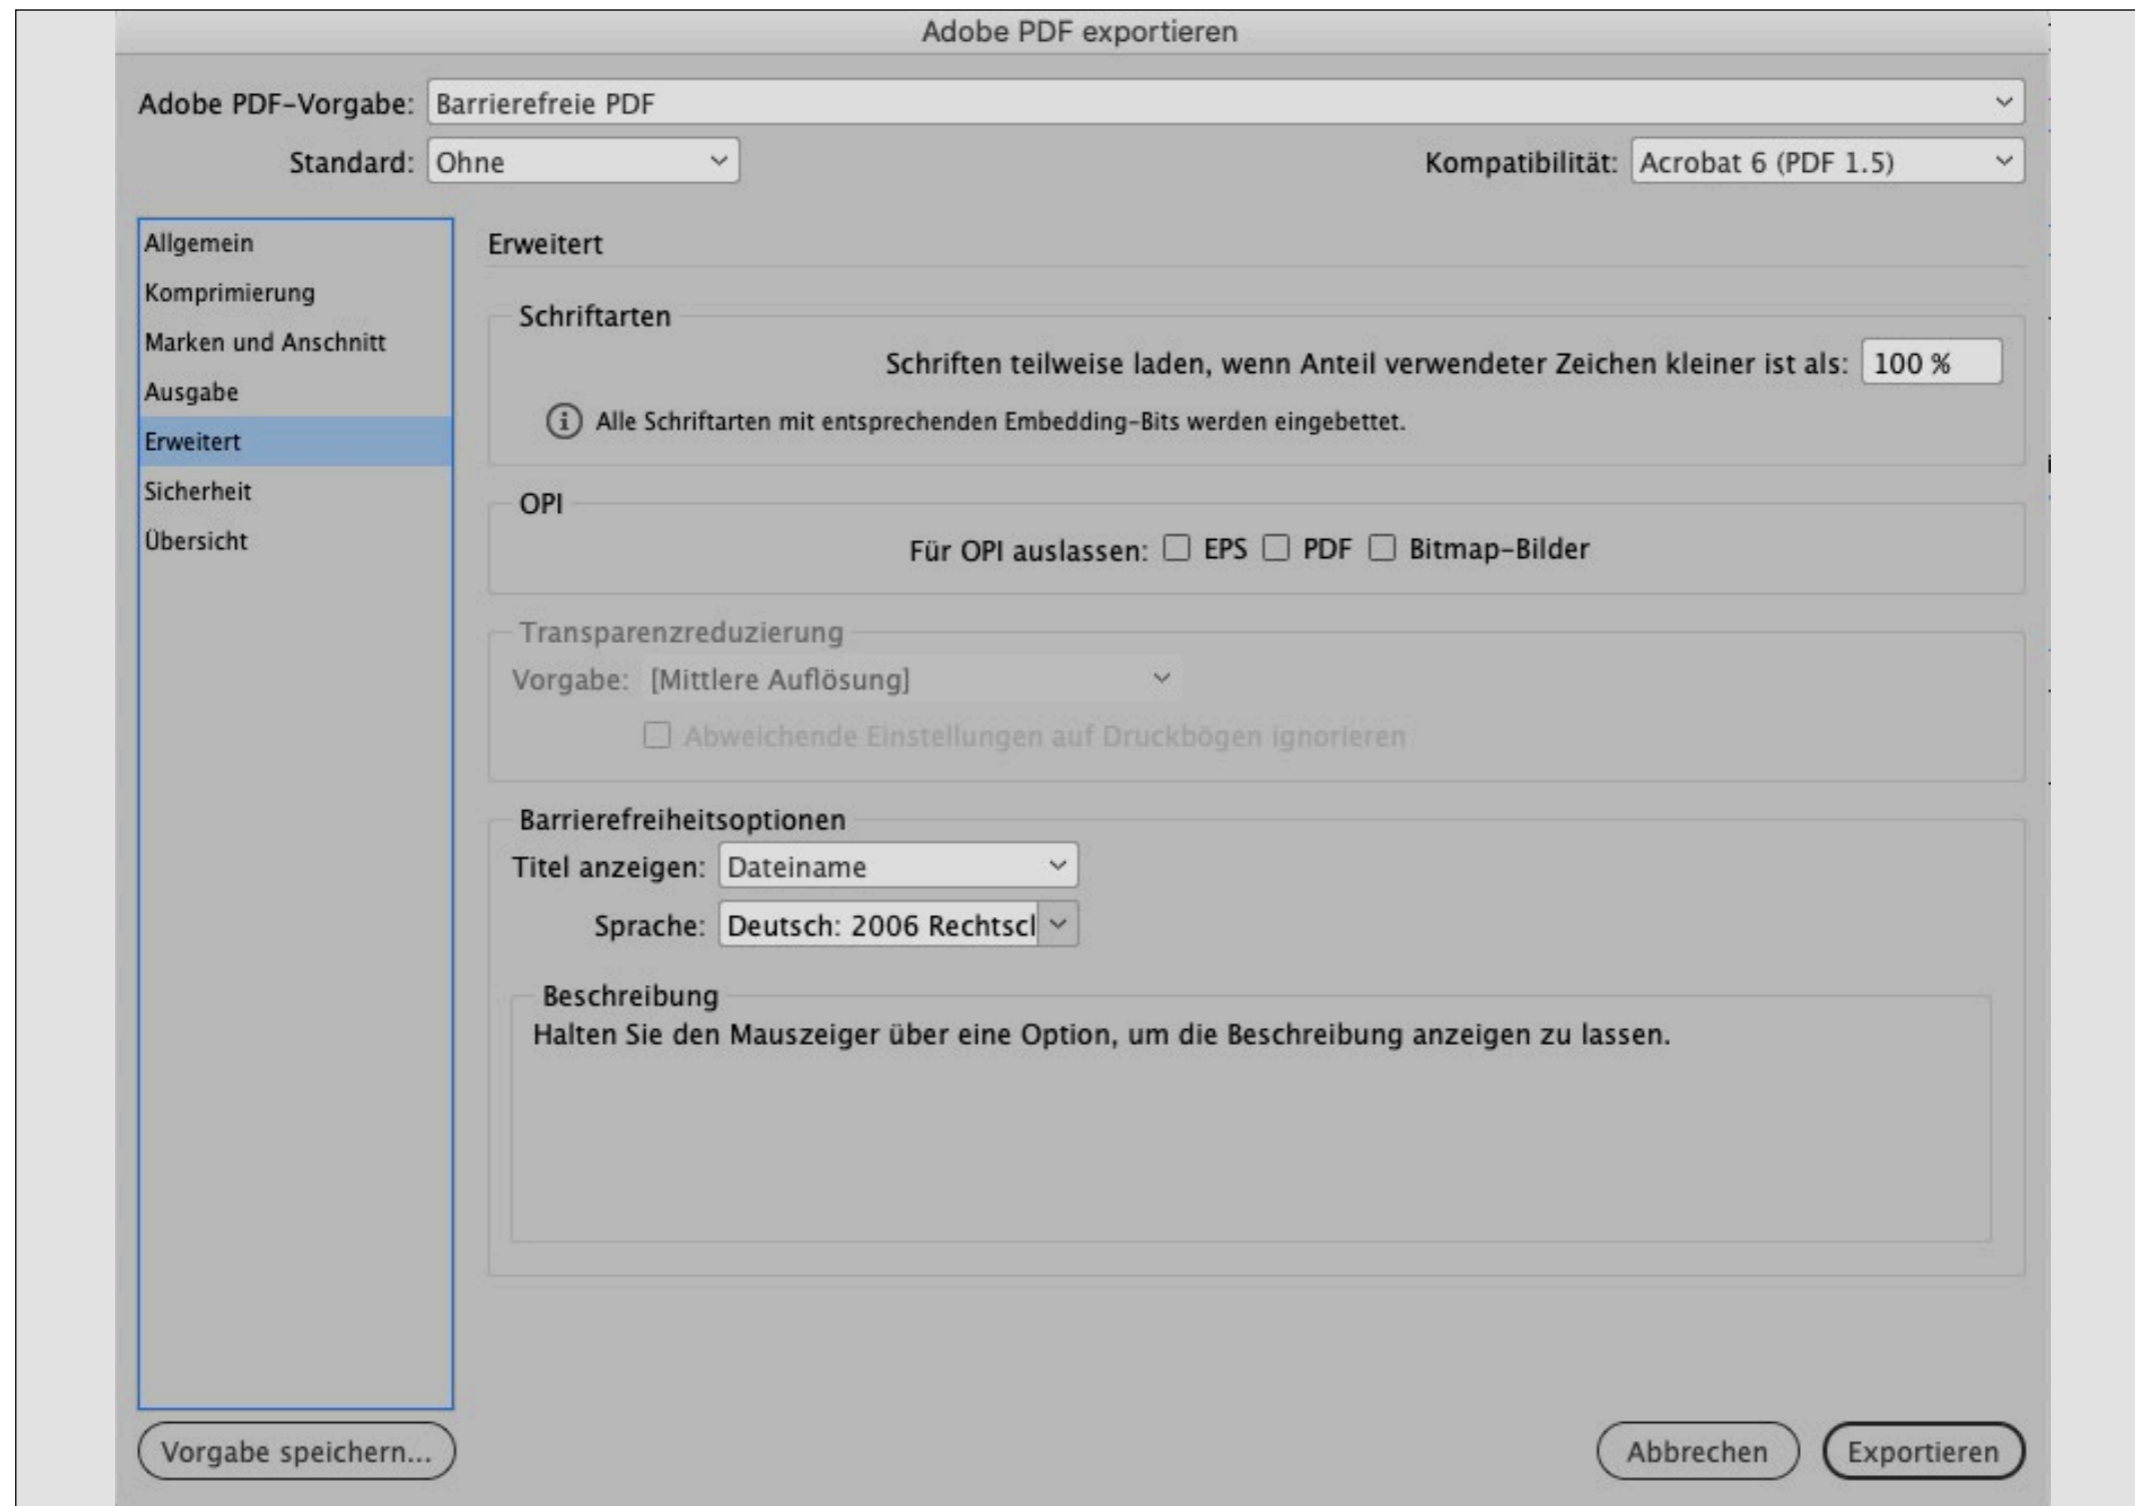 Adobe PDF exportieren
Adobe PDF-Vorgabe: Barrierefreie PDF
Standard: Ohne
Kompatibilität: Acrobat 6 (PDF 1.5)
Allgemein
Komprimierung
Marken und Anschnitt
Ausgabe
Erweitert
Sicherheit
Übersicht
Erweitert
Schriftarten
Schriften teilweise laden, wenn Anteil verwendeter Zeichen kleiner ist als: 100 %
Alle Schriftarten mit entsprechenden Embedding-Bits werden eingebettet.
OPI
Für OPI auslassen: EPS PDF Bitmap-Bilder
Transparenzreduzierung
Vorgabe: [Mittlere Auflösung]
Abweichende Einstellungen auf Druckbögen ignorieren
Barrierefreiheitsoptionen
Titel anzeigen: Dateiname
Sprache: Deutsch: 2006 Rechtscl
Beschreibung
Halten Sie den Mauszeiger über eine Option, um die Beschreibung anzeigen zu lassen.
Vorgabe speichern...
Abbrechen
Exportieren